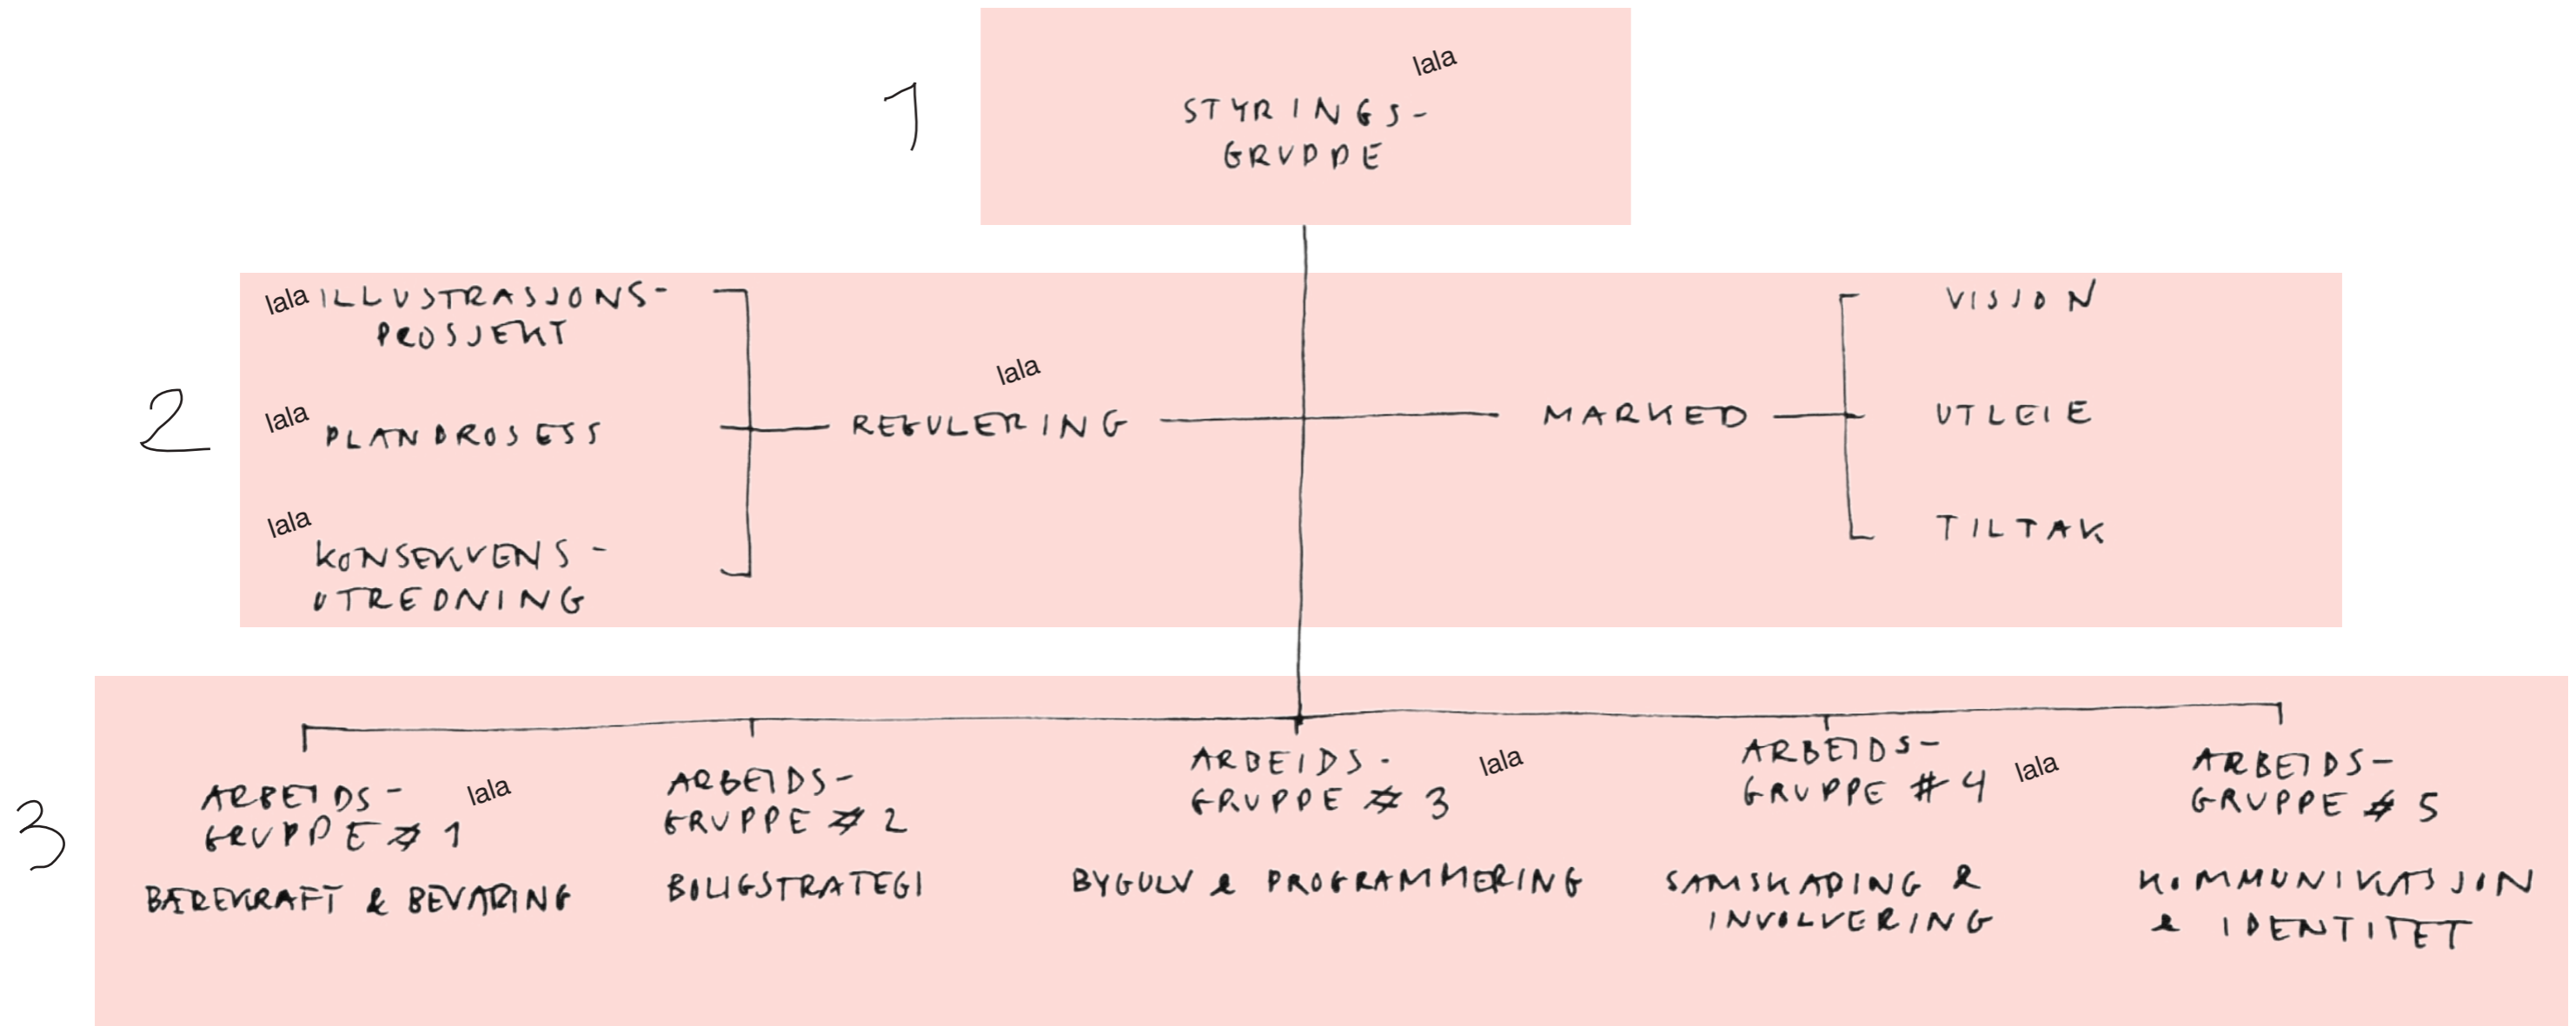 1
lala
STYRINGS-
GRUPPE
2
lala ILLUSTRASJONS-
PROSJEKT
lala
PLANPROSESS
lala
KONSEKVENS-
UTREDNING
lala
REGULERING
MARKED
VISJON
UTLEIE
TILTAK
3
ARBEIDS- lala
GRUPPE # 1
BÆREKRAFT & BEVARING
ARBEIDS-
GRUPPE # 2
BOLIGSTRATEGI
ARBEIDS- lala
GRUPPE # 3
BYGULV & PROGRAMMERING
ARBEIDS-
GRUPPE # 4 lala
SAMSKAPING &
INVOLVERING
ARBEIDS-
GRUPPE # 5
KOMMUNIKASJON
& IDENTITET